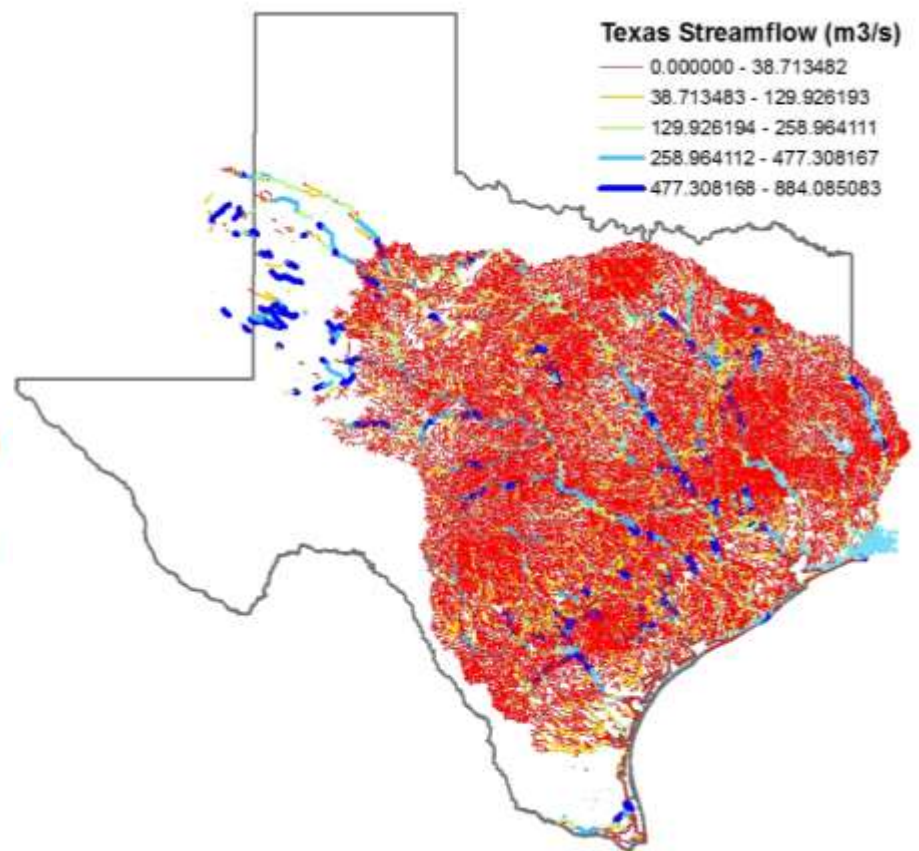 Texas Streamflow (m3/s)
0.000000 - 38.713482
38.713483 - 129.926193
129.926194 - 258.964111
258.964112 - 477.308167
477.308168 - 884.085083